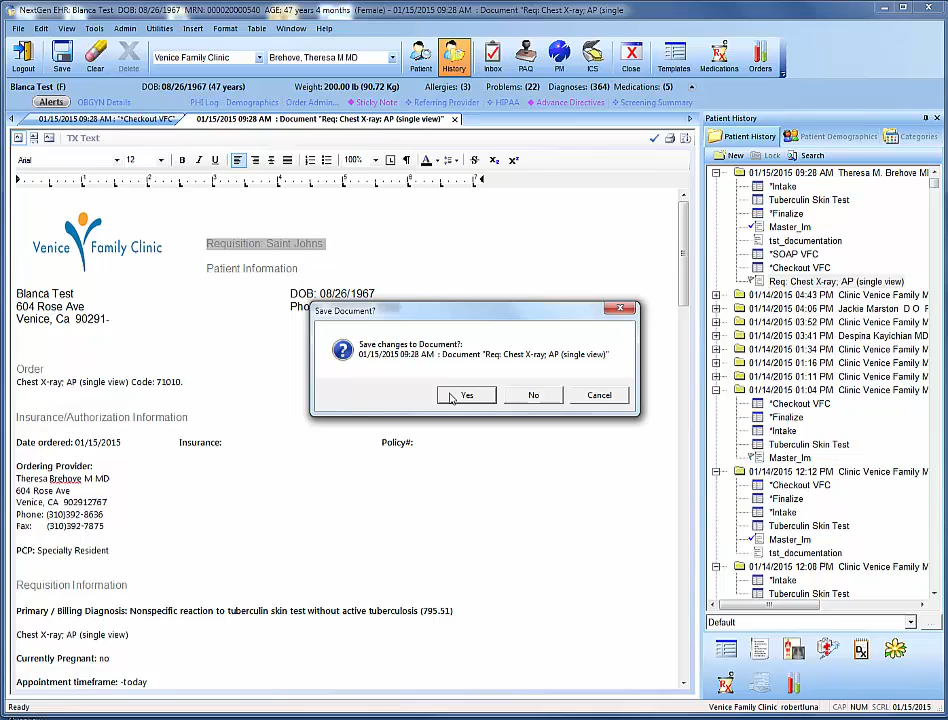 NextGen EHR: Blanca Test DOB: 08/26/1967 MRN: 000020000540 AGE: 47 years 4 months (Female) - 01/15/2015 09:28 AM : Document "Req: Chest X-ray; AP (single
File Edit View Tools Admin Utilities Insert Format Table Window Help
Logout Save Clear Delete Venice Family Clinic Brehove, Theresa M MD Patient History Inbox PAQ PM ICS Close Templates Medications Orders
Blanca Test (F) DOB: 08/26/1967 (47 years) Weight: 200.00 lb (90.72 Kg) Allergies: (3) Problems: (22) Diagnoses: (364) Medications: (5)
Alerts OBGYN Details PHI Log Demographics Order Admin... Sticky Note Referring Provider HIPAA Advance Directives Screening Summary
01/15/2015 09:28 AM : "*Checkout VFC" 01/15/2015 09:28 AM : Document "Req: Chest X-ray; AP (single view)"
TX Text
Arial 12 B I U 100% A ¶ S X₂ X²
1 2 3 4 5 6 7
Venice Family Clinic
Requisition: Saint Johns
Patient Information
Blanca Test DOB: 08/26/1967
604 Rose Ave Pho
Venice, Ca 90291-
Save Document?
Save changes to Document?:
01/15/2015 09:28 AM : Document "Req: Chest X-ray; AP (single view)"
Yes No Cancel
Order
Chest X-ray; AP (single view) Code: 71010.
Insurance/Authorization Information
Date ordered: 01/15/2015 Insurance: Policy#:
Ordering Provider:
Theresa Brehove M MD
604 Rose Ave
Venice, CA 902912767
Phone: (310)392-8636
Fax: (310)392-7875
PCP: Specialty Resident
Requisition Information
Primary / Billing Diagnosis: Nonspecific reaction to tuberculin skin test without active tuberculosis (795.51)
Chest X-ray; AP (single view)
Currently Pregnant: no
Appointment timeframe: -today
Patient History
Patient History Patient Demographics Categories
New Lock Search
01/15/2015 09:28 AM Theresa M. Brehove MI
*Intake
Tuberculin Skin Test
*Finalize
Master_Im
tst_documentation
*SOAP VFC
*Checkout VFC
Req: Chest X-ray; AP (single view)
01/14/2015 04:43 PM Clinic Venice Family M
01/14/2015 04:06 PM Jackie Marston D O F
01/14/2015 03:52 PM Clinic Venice Family M
01/14/2015 03:41 PM Despina Kayichian MD
01/14/2015 01:34 PM Clinic Venice Family M
01/14/2015 01:16 PM Clinic Venice Family M
01/14/2015 01:11 PM Clinic Venice Family M
01/14/2015 01:04 PM Clinic Venice Family M
*Checkout VFC
*Finalize
*Intake
Tuberculin Skin Test
Master_Im
01/14/2015 12:12 PM Clinic Venice Family M
*Checkout VFC
*Finalize
*Intake
Tuberculin Skin Test
Master_Im
tst_documentation
01/14/2015 12:08 PM Clinic Venice Family M
*Intake
Tuberculin Skin Test
Default
Ready Venice Family Clinic robertluna CAP NUM SCRL 01/15/2015